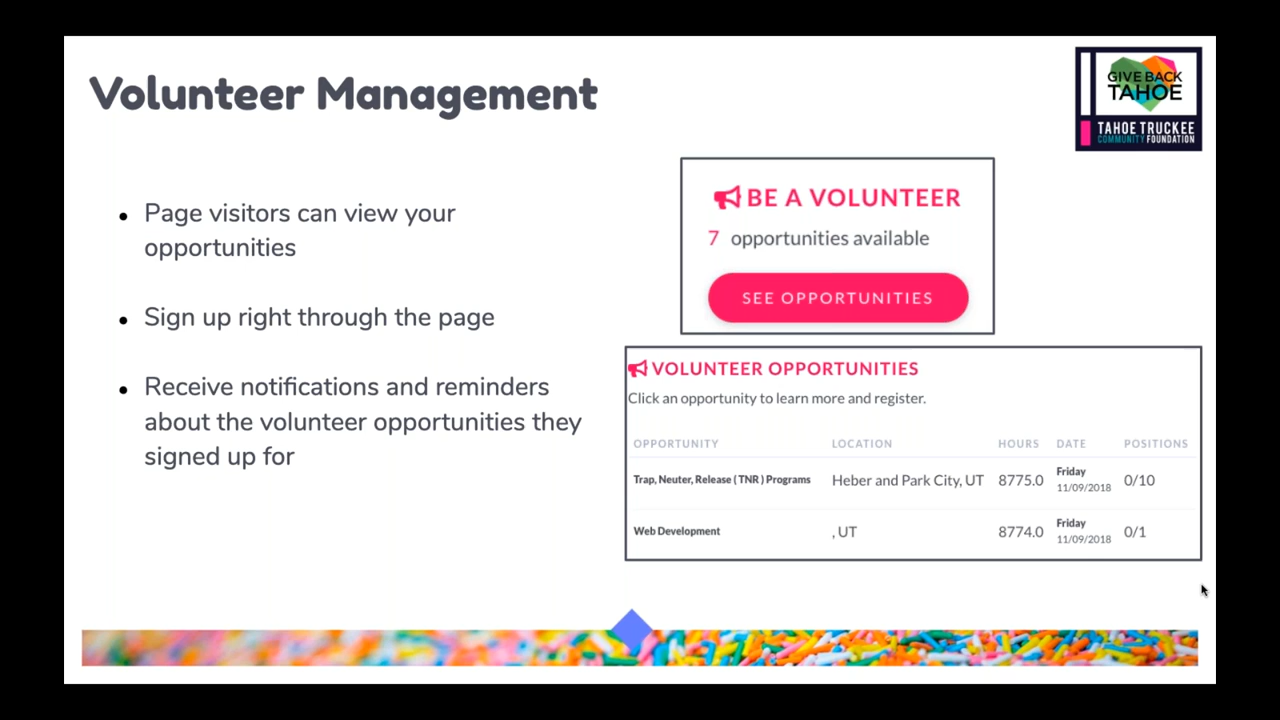 Volunteer Management
GIVE BACK
TAHOE
TAHOE TRUCKEE
COMMUNITY FOUNDATION
Page visitors can view your
opportunities
Sign up right through the page
Receive notifications and reminders
about the volunteer opportunities they
signed up for
BE A VOLUNTEER
7 opportunities available
SEE OPPORTUNITIES
VOLUNTEER OPPORTUNITIES
Click an opportunity to learn more and register.
OPPORTUNITY LOCATION HOURS DATE POSITIONS
Trap, Neuter, Release ( TNR ) Programs Heber and Park City, UT 8775.0 Friday 11/09/2018 0/10
Web Development , UT 8774.0 Friday 11/09/2018 0/1